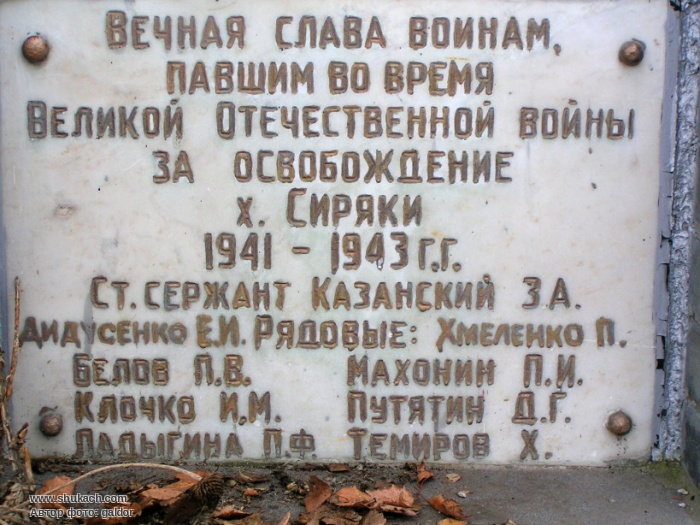 Вечная слава воинам,
павшим во время
Великой Отечественной войны
за освобождение
х. Сиряки
1941 – 1943 г.г.
Ст. сержант Казанский З.А.
Дидусенко Е.И. Рядовые: Хмеленко П.
Белов П.В. Махонин П.И.
Клочко И.М. Путятин Д.Г.
Ладыгина П.Ф. Темиров Х.
www.shukach.com
Автор фото: galdor